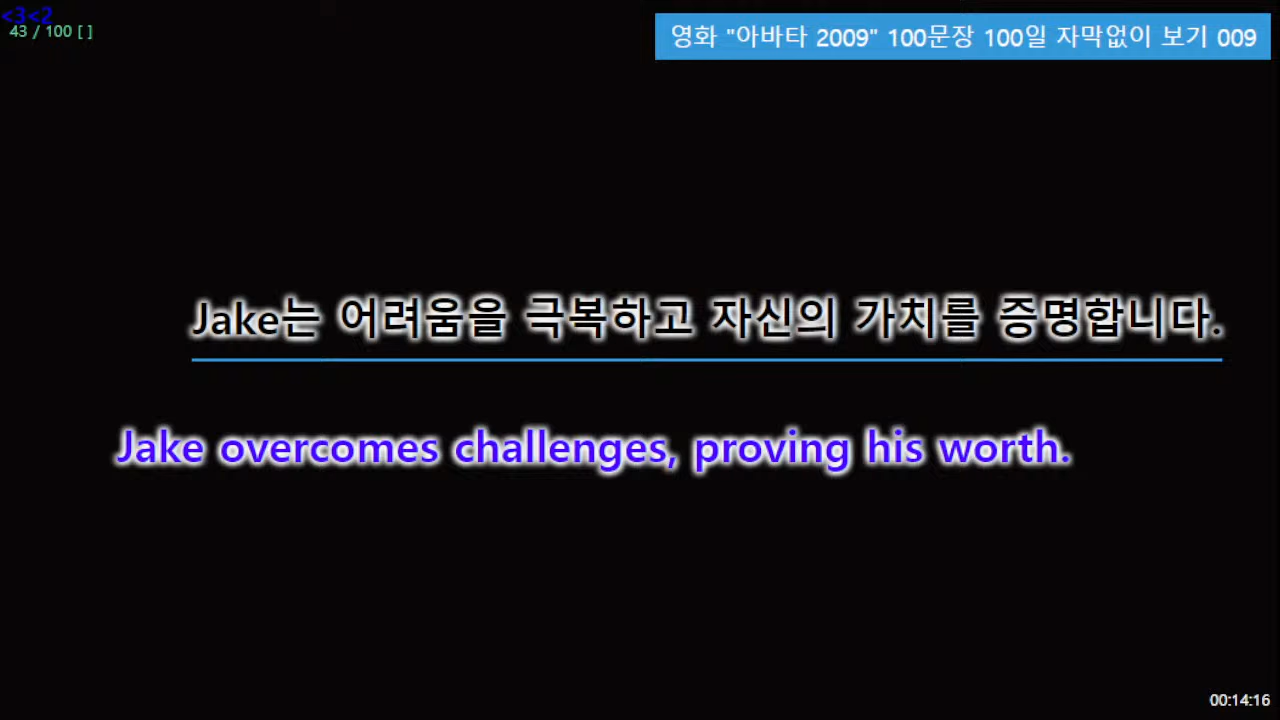 <3<2
43 / 100 [ ]
영화 "아바타 2009" 100문장 100일 자막없이 보기 009
Jake는 어려움을 극복하고 자신의 가치를 증명합니다.
Jake overcomes challenges, proving his worth.
00:14:16